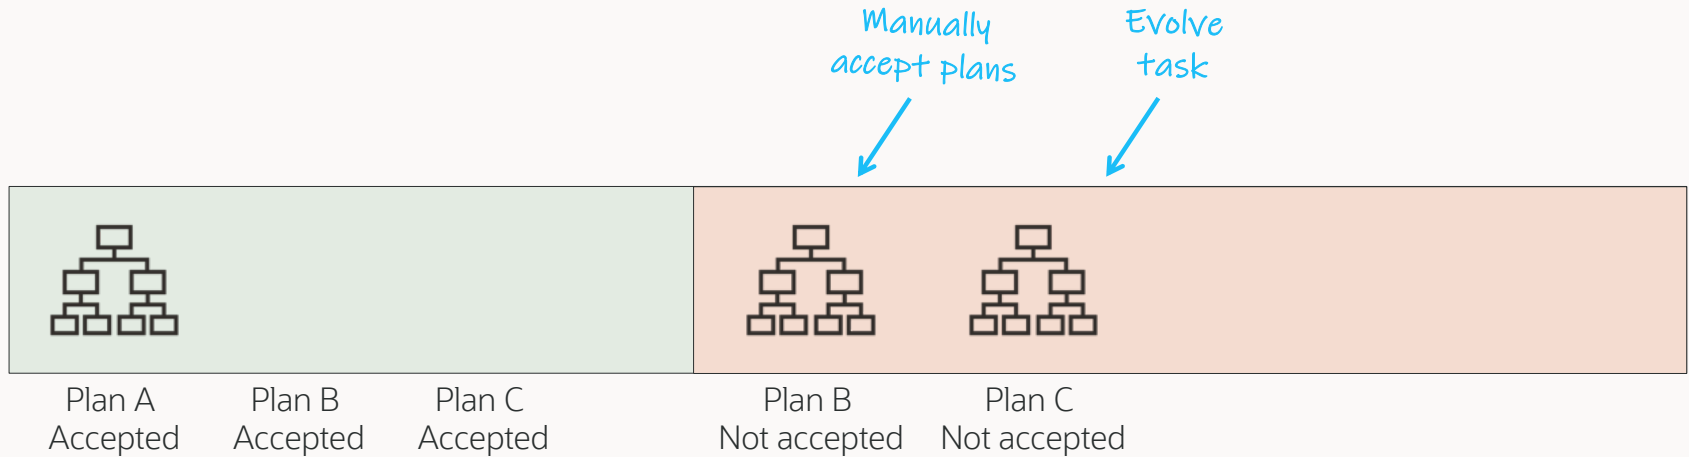 Manually
accept plans
Evolve
task
Plan A
Accepted
Plan B
Accepted
Plan C
Accepted
Plan B
Not accepted
Plan C
Not accepted